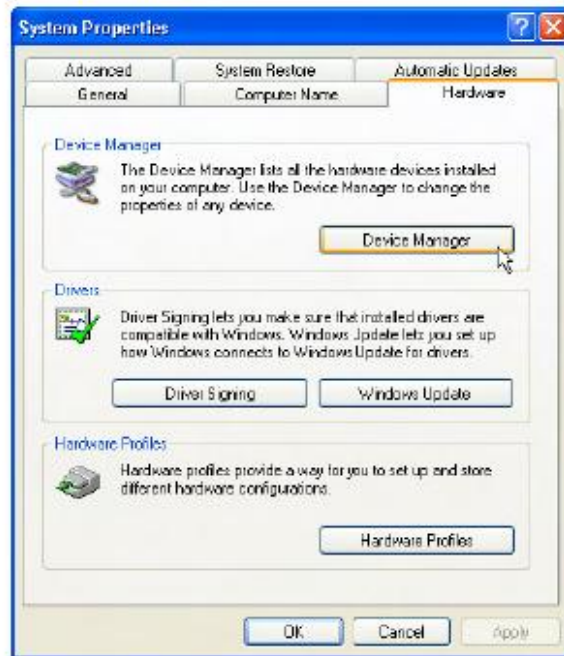 System Properties
Advanced
System Restore
Automatic Updates
General
Computer Name
Hardware
Device Manager
The Device Manager lists all the hardware devices installed
on your computer. Use the Device Manager to change the
properties of any device.
Device Manager
Drivers
Driver Signing lets you make sure that installed drivers are
compatible with Windows. Windows Update lets you set up
how Windows connects to Windows Update for drivers.
Driver Signing
Windows Update
Hardware Profiles
Hardware profiles provide a way for you to set up and store
different hardware configurations.
Hardware Profiles
OK
Cancel
Apply